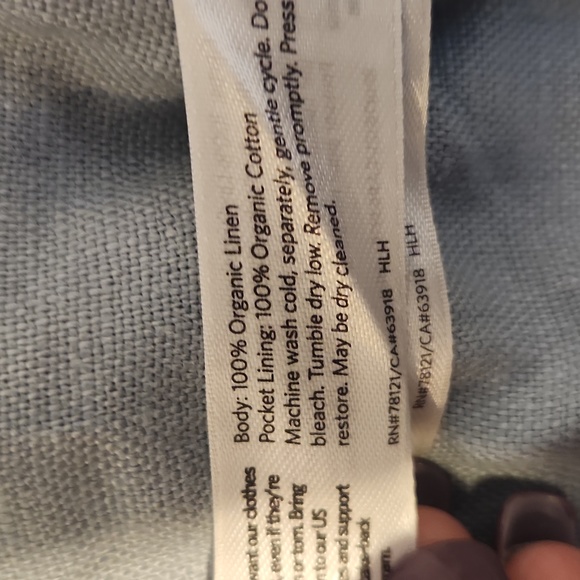 Body: 100% Organic Linen
Pocket Lining: 100% Organic Cotton
Machine wash cold, separately, gentle cycle. Do
bleach. Tumble dry low. Remove promptly. Press
restore. May be dry cleaned.
RN#78121/CA#63918 HLH
RN#78121/CA#63918 HLH
want our clothes
, even if they're
or torn. Bring
to our US
and support